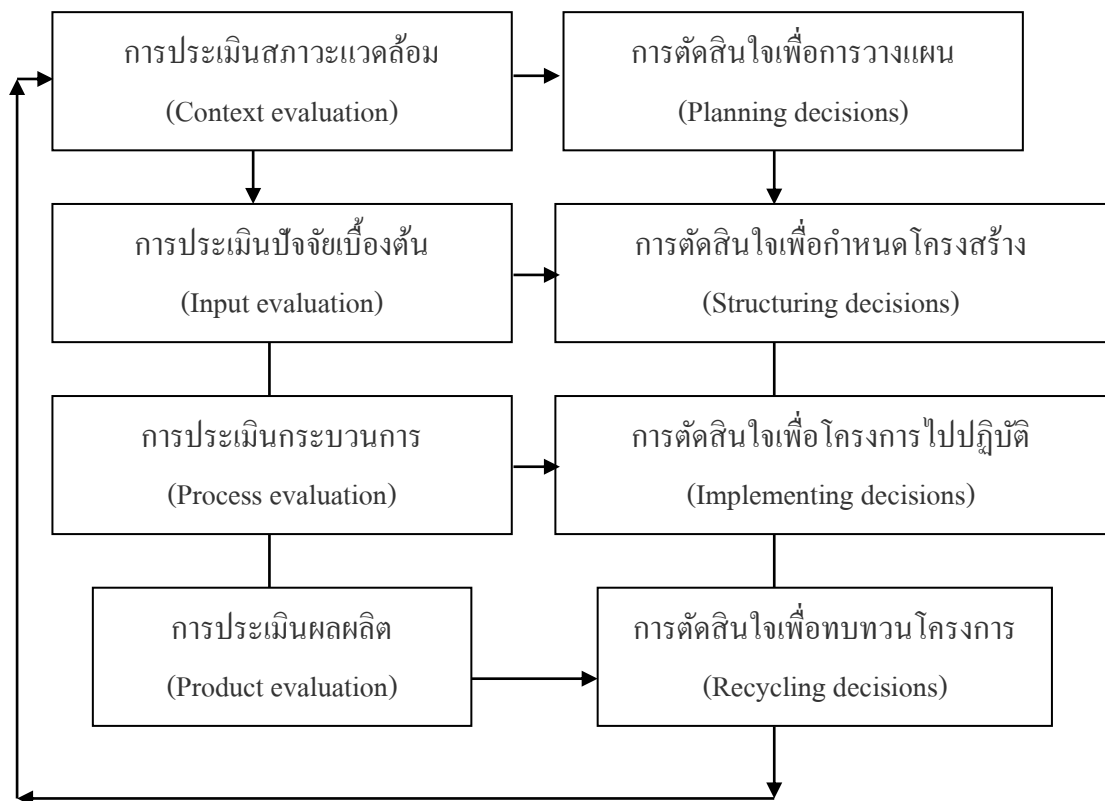 การประเมินสภาวะแวดล้อม
(Context evaluation)
การตัดสินใจเพื่อการวางแผน
(Planning decisions)
การประเมินปัจจัยเบื้องต้น
(Input evaluation)
การตัดสินใจเพื่อกำหนดโครงสร้าง
(Structuring decisions)
การประเมินกระบวนการ
(Process evaluation)
การตัดสินใจเพื่อโครงการไปปฏิบัติ
(Implementing decisions)
การประเมินผลผลิต
(Product evaluation)
การตัดสินใจเพื่อทบทวนโครงการ
(Recycling decisions)